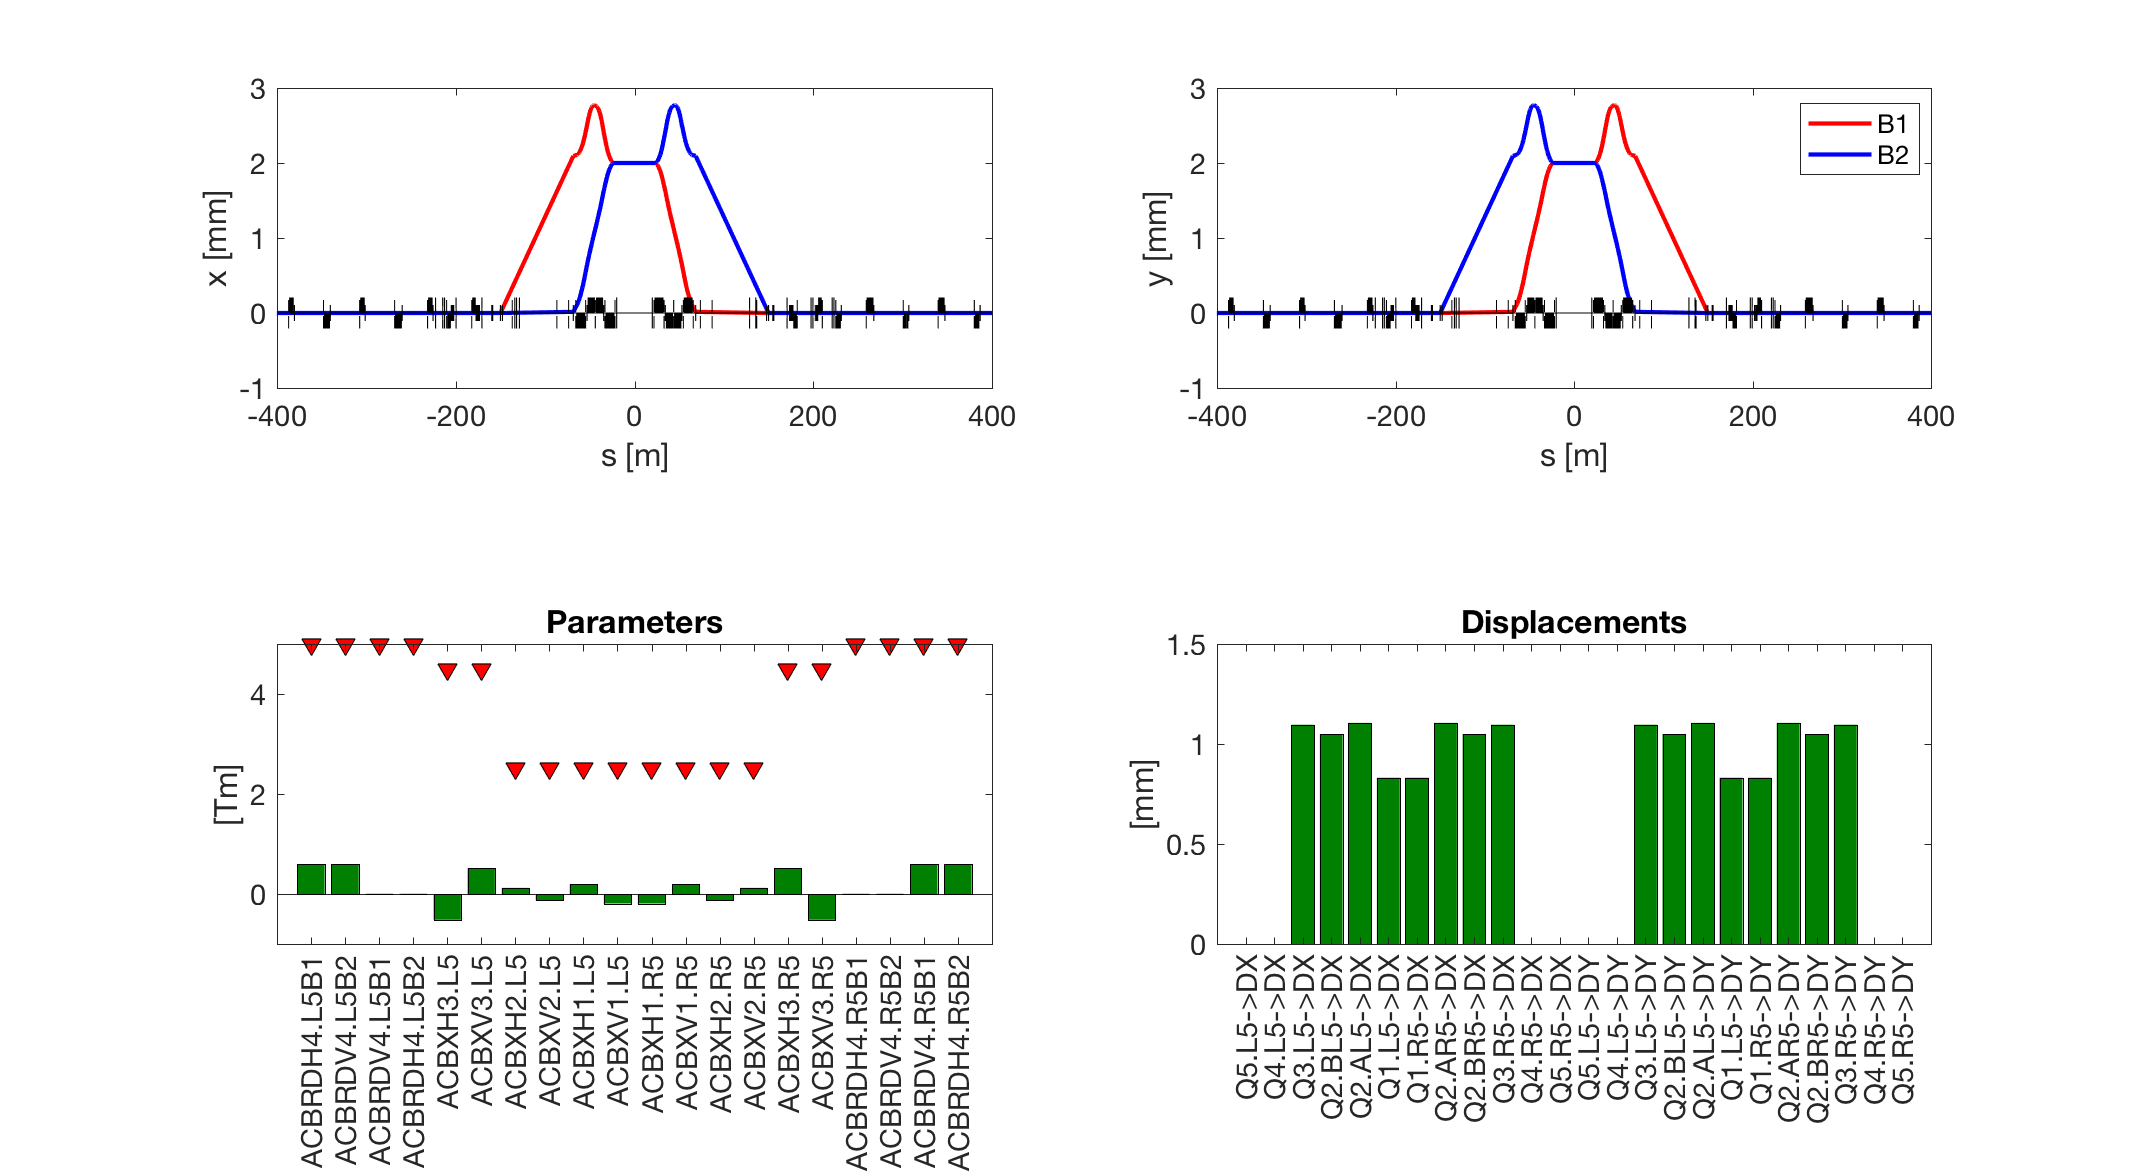 3
2
1
0
-1
-400
-200
0
200
400
x [mm]
s [m]
3
2
1
0
-1
-400
-200
0
200
400
y [mm]
s [m]
B1
B2
Parameters
4
2
0
[Tm]
ACBRDH4.L5B1
ACBRDV4.L5B2
ACBRDV4.L5B1
ACBRDH4.L5B2
ACBXH3.L5
ACBXV3.L5
ACBXH2.L5
ACBXV2.L5
ACBXH1.L5
ACBXV1.L5
ACBXH1.R5
ACBXV1.R5
ACBXH2.R5
ACBXV2.R5
ACBXH3.R5
ACBXV3.R5
ACBRDH4.R5B1
ACBRDV4.R5B2
ACBRDV4.R5B1
ACBRDH4.R5B2
Displacements
1.5
1
0.5
0
[mm]
Q5.L5->DX
Q4.L5->DX
Q3.L5->DX
Q2.BL5->DX
Q2.AL5->DX
Q1.L5->DX
Q1.R5->DX
Q2.AR5->DX
Q2.BR5->DX
Q3.R5->DX
Q4.R5->DX
Q5.R5->DX
Q5.L5->DY
Q4.L5->DY
Q3.L5->DY
Q2.BL5->DY
Q2.AL5->DY
Q1.L5->DY
Q1.R5->DY
Q2.AR5->DY
Q2.BR5->DY
Q3.R5->DY
Q4.R5->DY
Q5.R5->DY